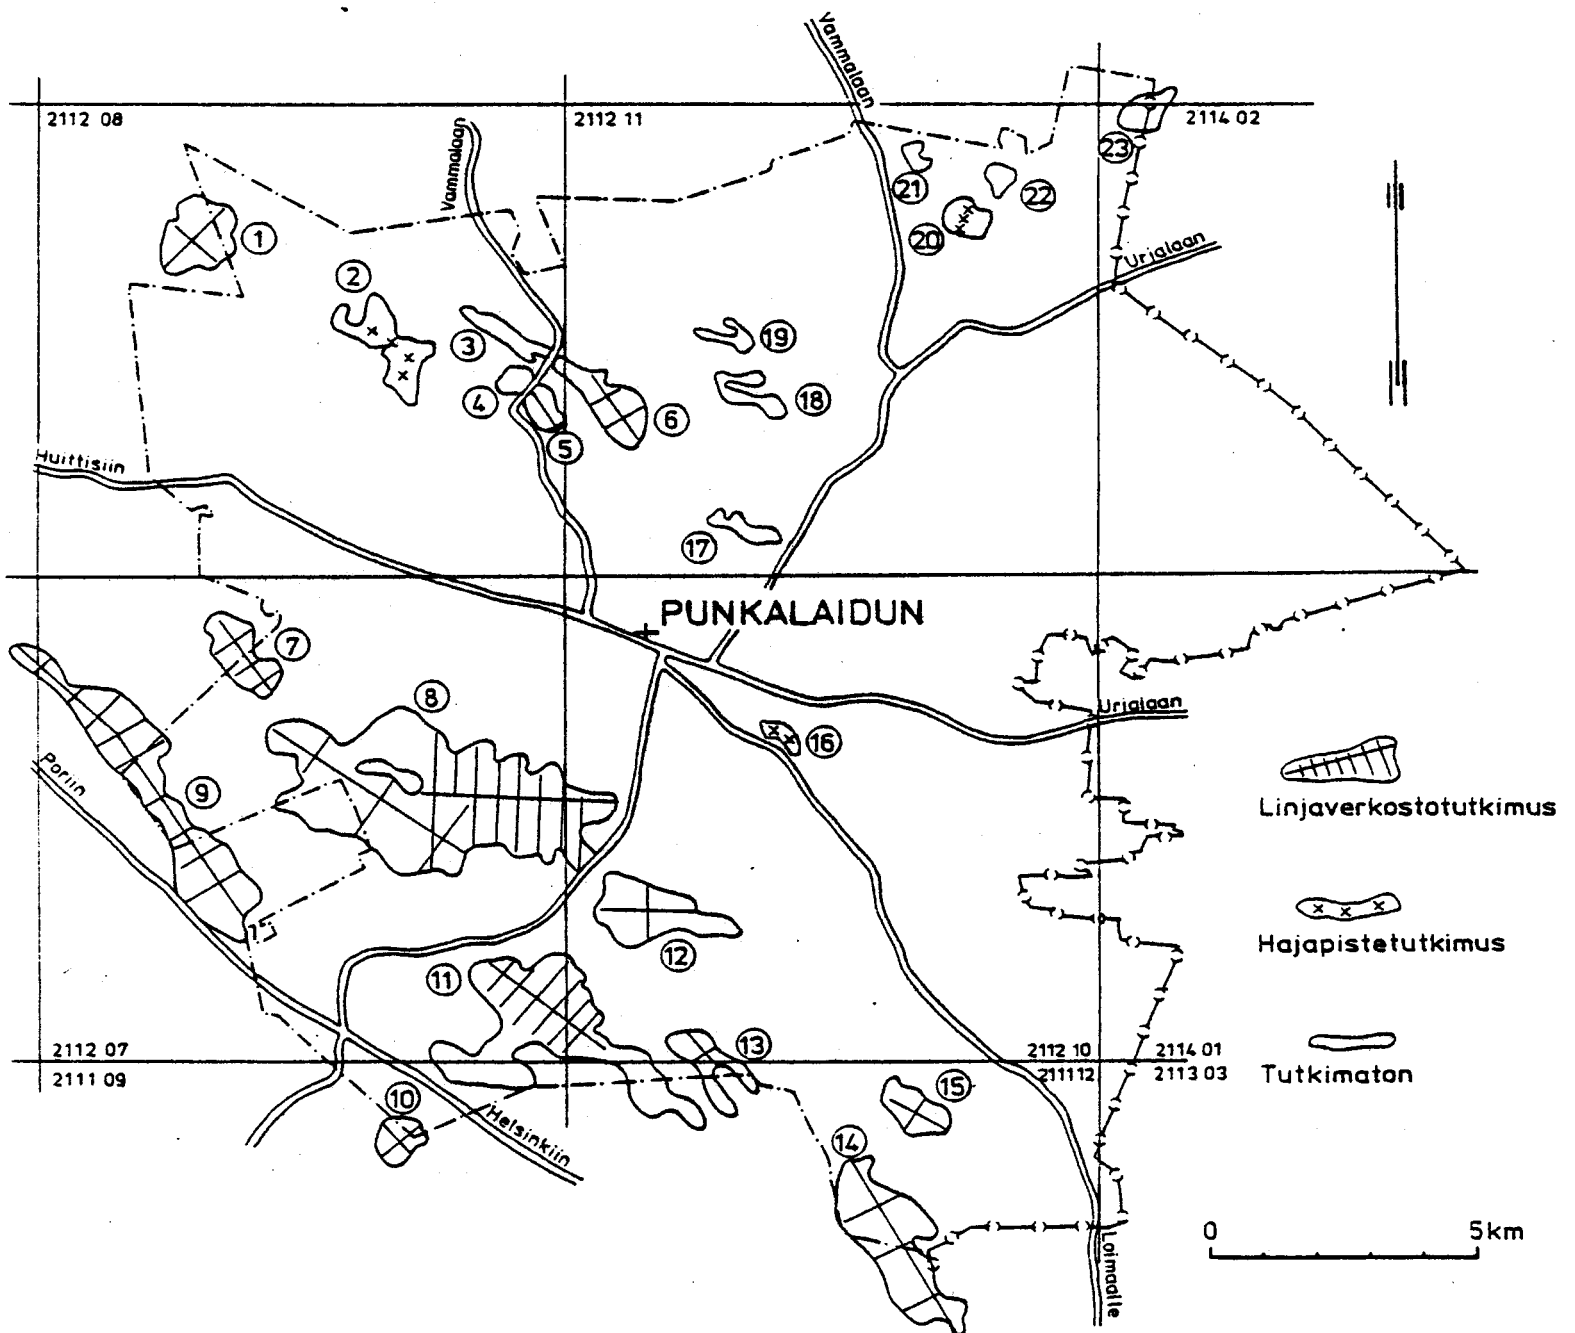 Vammalaan
2112 08
2112 11
2114 02
Vammalaan
23
21
22
20
1
Urjalaan
2
3
19
4
18
6
5
Huittisiin
17
PUNKALAIDUN
7
8
Urjalaan
16
Poriin
9
Linjaverkostotutkimus
Hajapistetutkimus
12
11
13
2112 07
2112 10
2114 01
2111 09
2111 12
2113 03
Tutkimaton
15
10
Helsinkiin
14
0
5km
Loimaalle